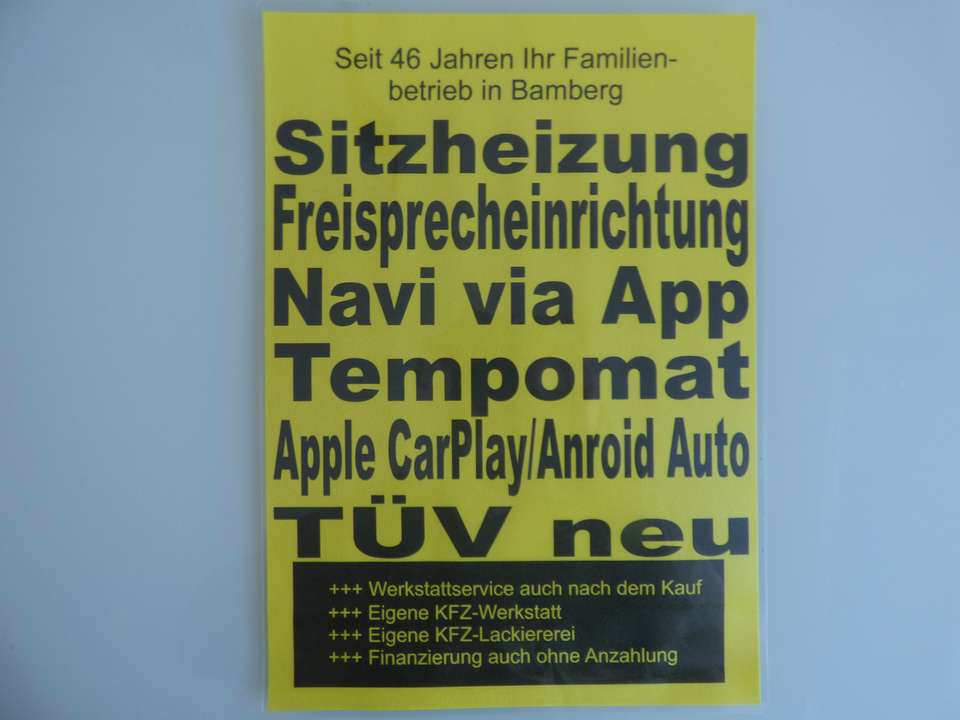 Seit 46 Jahren Ihr Familien-
betrieb in Bamberg
Sitzheizung
Freisprecheinrichtung
Navi via App
Tempomat
Apple CarPlay/Anroid Auto
TÜV neu
+++ Werkstattservice auch nach dem Kauf
+++ Eigene KFZ-Werkstatt
+++ Eigene KFZ-Lackiererei
+++ Finanzierung auch ohne Anzahlung